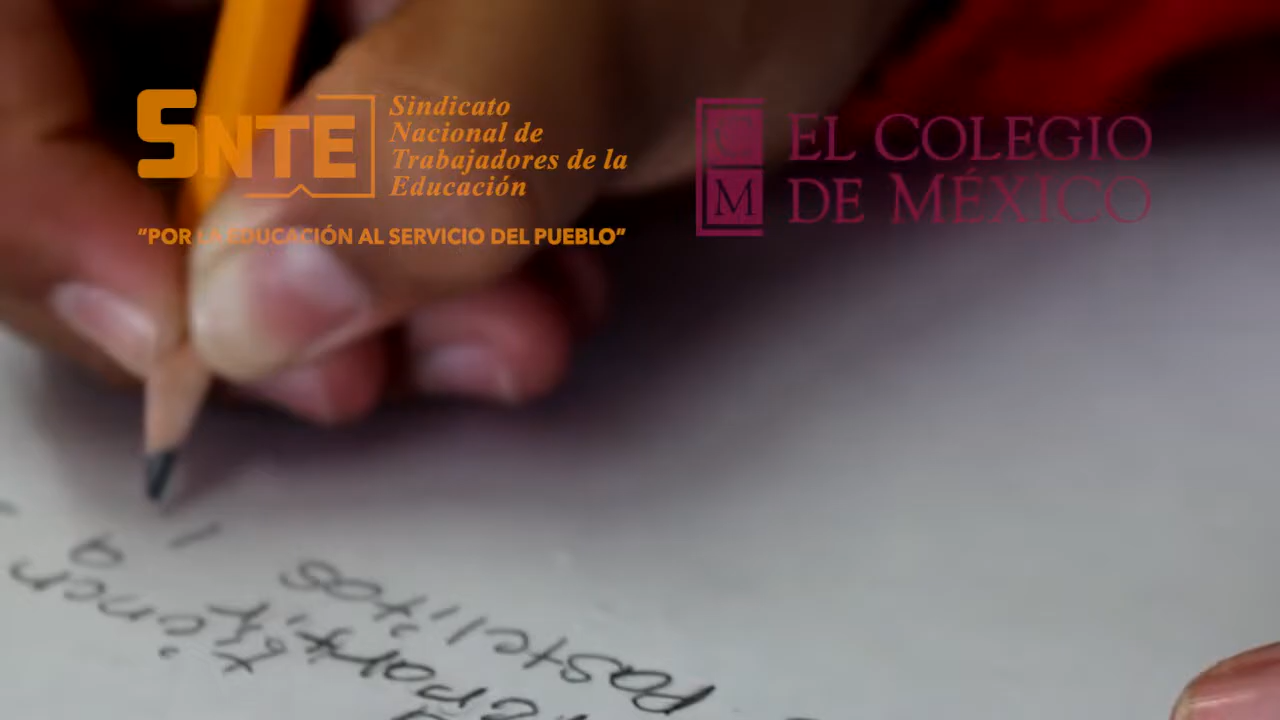 SNTE
Sindicato
Nacional de
Trabajadores de la
Educación
"POR LA EDUCACIÓN AL SERVICIO DEL PUEBLO"
CM
EL COLEGIO
DE MÉXICO
Pastelitos